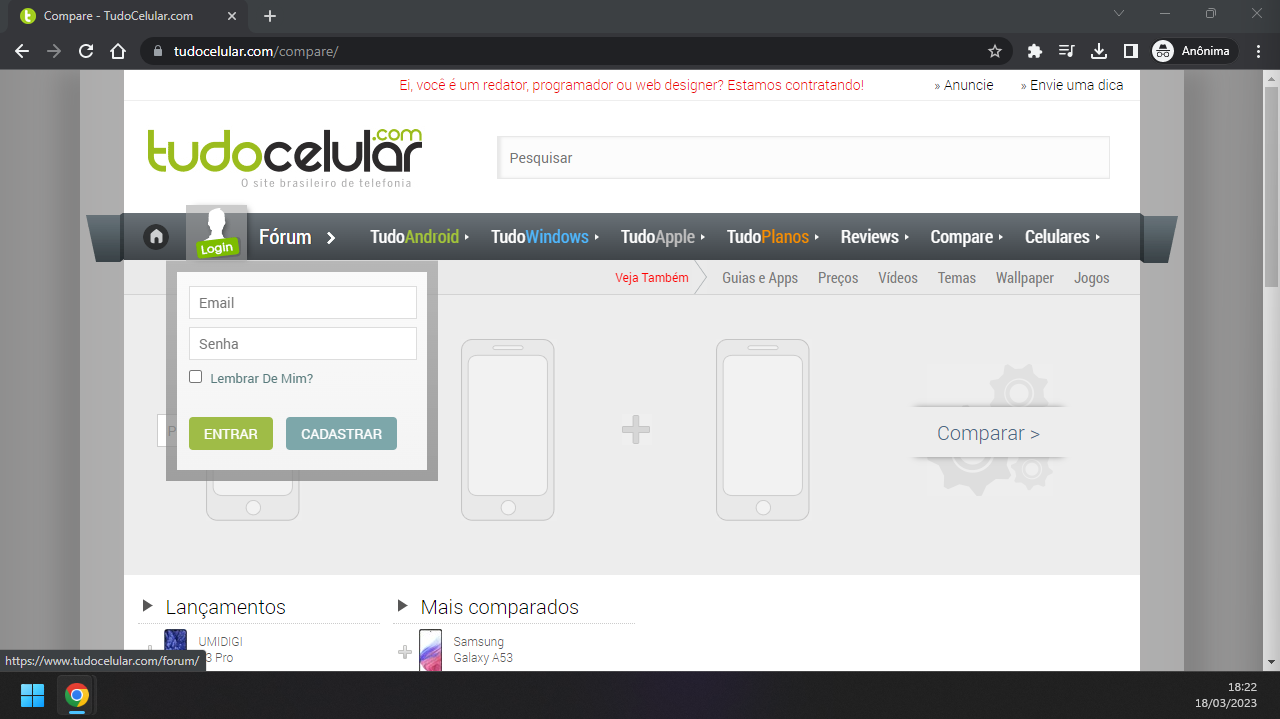 Compare - TudoCelular.com
tudocelular.com/compare/
Anônima
Ei, você é um redator, programador ou web designer? Estamos contratando!
» Anuncie
» Envie uma dica
tudocelular.com
O site brasileiro de telefonia
Pesquisar
Login
Fórum
TudoAndroid
TudoWindows
TudoApple
TudoPlanos
Reviews
Compare
Celulares
Veja Também
Guias e Apps
Preços
Vídeos
Temas
Wallpaper
Jogos
Email
Senha
Lembrar De Mim?
ENTRAR
CADASTRAR
Comparar >
Lançamentos
Mais comparados
UMIDIGI
3 Pro
Samsung
Galaxy A53
https://www.tudocelular.com/forum/
18:22
18/03/2023